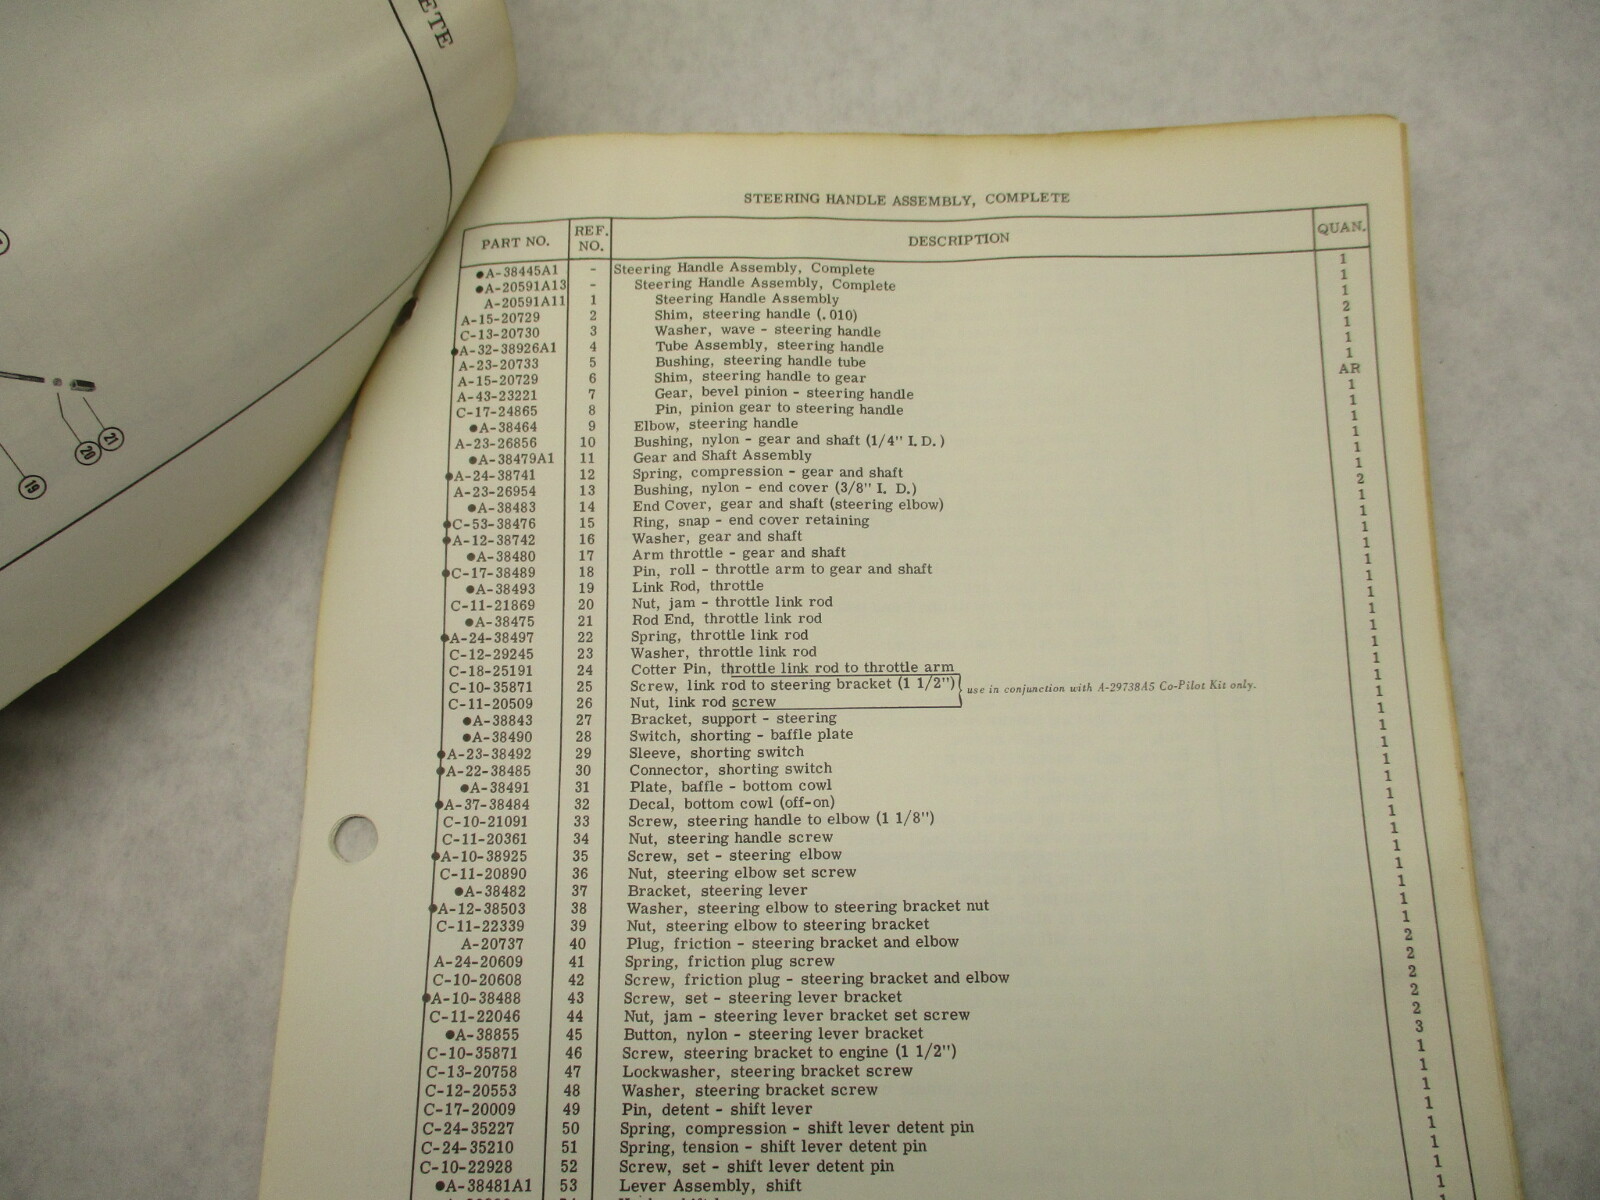 ETE
21
20
19
STEERING HANDLE ASSEMBLY, COMPLETE
PART NO. REF. NO. DESCRIPTION QUAN.
●A-38445A1 - Steering Handle Assembly, Complete 1
●A-20591A13 - Steering Handle Assembly, Complete 1
A-20591A11 1 Steering Handle Assembly 1
A-15-20729 2 Shim, steering handle (.010) 2
C-13-20730 3 Washer, wave - steering handle 1
●A-32-38926A1 4 Tube Assembly, steering handle 1
A-23-20733 5 Bushing, steering handle tube 1
A-15-20729 6 Shim, steering handle to gear AR
A-43-23221 7 Gear, bevel pinion - steering handle 1
C-17-24865 8 Pin, pinion gear to steering handle 1
●A-38464 9 Elbow, steering handle 1
A-23-26856 10 Bushing, nylon - gear and shaft (1/4" I. D.) 1
●A-38479A1 11 Gear and Shaft Assembly 1
●A-24-38741 12 Spring, compression - gear and shaft 1
A-23-26954 13 Bushing, nylon - end cover (3/8" I. D.) 2
●A-38483 14 End Cover, gear and shaft (steering elbow) 1
●C-53-38476 15 Ring, snap - end cover retaining 1
●A-12-38742 16 Washer, gear and shaft 1
●A-38480 17 Arm throttle - gear and shaft 1
●C-17-38489 18 Pin, roll - throttle arm to gear and shaft 1
●A-38493 19 Link Rod, throttle 1
C-11-21869 20 Nut, jam - throttle link rod 1
●A-38475 21 Rod End, throttle link rod 1
●A-24-38497 22 Spring, throttle link rod 1
C-12-29245 23 Washer, throttle link rod 1
C-18-25191 24 Cotter Pin, throttle link rod to throttle arm 1
C-10-35871 25 Screw, link rod to steering bracket (1 1/2") use in conjunction with A-29738A5 Co-Pilot Kit only. 1
C-11-20509 26 Nut, link rod screw 1
●A-38843 27 Bracket, support - steering 1
●A-38490 28 Switch, shorting - baffle plate 1
●A-23-38492 29 Sleeve, shorting switch 1
●A-22-38485 30 Connector, shorting switch 1
●A-38491 31 Plate, baffle - bottom cowl 1
●A-37-38484 32 Decal, bottom cowl (off-on) 1
C-10-21091 33 Screw, steering handle to elbow (1 1/8") 1
C-11-20361 34 Nut, steering handle screw 1
●A-10-38925 35 Screw, set - steering elbow 1
C-11-20890 36 Nut, steering elbow set screw 1
●A-38482 37 Bracket, steering lever 1
●A-12-38503 38 Washer, steering elbow to steering bracket nut 1
C-11-22339 39 Nut, steering elbow to steering bracket 1
A-20737 40 Plug, friction - steering bracket and elbow 2
A-24-20609 41 Spring, friction plug screw 2
C-10-20608 42 Screw, friction plug - steering bracket and elbow 2
●A-10-38488 43 Screw, set - steering lever bracket 2
C-11-22046 44 Nut, jam - steering lever bracket set screw 2
●A-38855 45 Button, nylon - steering lever bracket 3
C-10-35871 46 Screw, steering bracket to engine (1 1/2") 1
C-13-20758 47 Lockwasher, steering bracket screw 1
C-12-20553 48 Washer, steering bracket screw 1
C-17-20009 49 Pin, detent - shift lever 1
C-24-35227 50 Spring, compression - shift lever detent pin 1
C-24-35210 51 Spring, tension - shift lever detent pin 1
C-10-22928 52 Screw, set - shift lever detent pin 1
●A-38481A1 53 Lever Assembly, shift 1